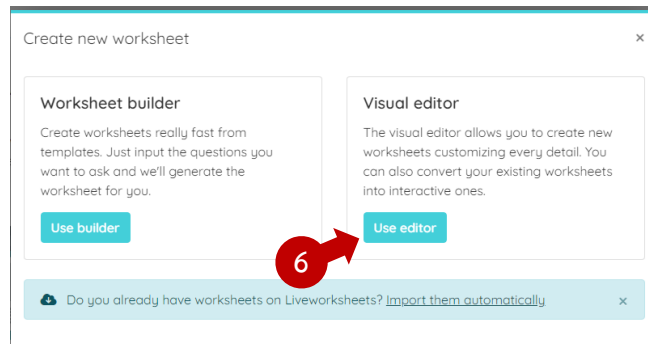 Create new worksheet ×
Worksheet builder
Create worksheets really fast from
templates. Just input the questions you
want to ask and we'll generate the
worksheet for you.
Use builder
Visual editor
The visual editor allows you to create new
worksheets customizing every detail. You
can also convert your existing worksheets
into interactive ones.
Use editor
6
Do you already have worksheets on Liveworksheets? Import them automatically ×